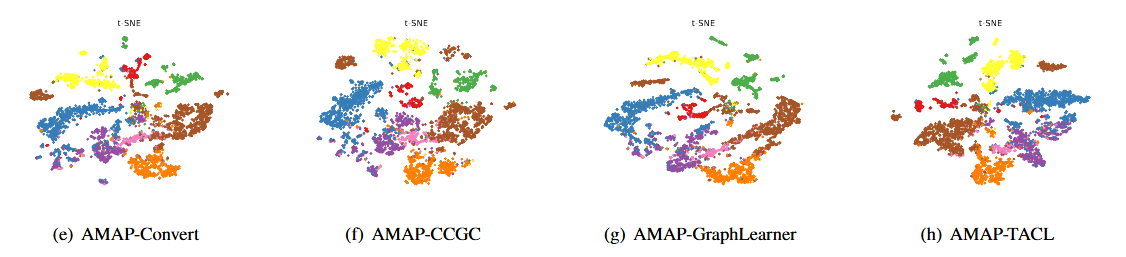 t-SNE t-SNE t-SNE t-SNE
(e) AMAP-Convert (f) AMAP-CCGC (g) AMAP-GraphLearner (h) AMAP-TACL